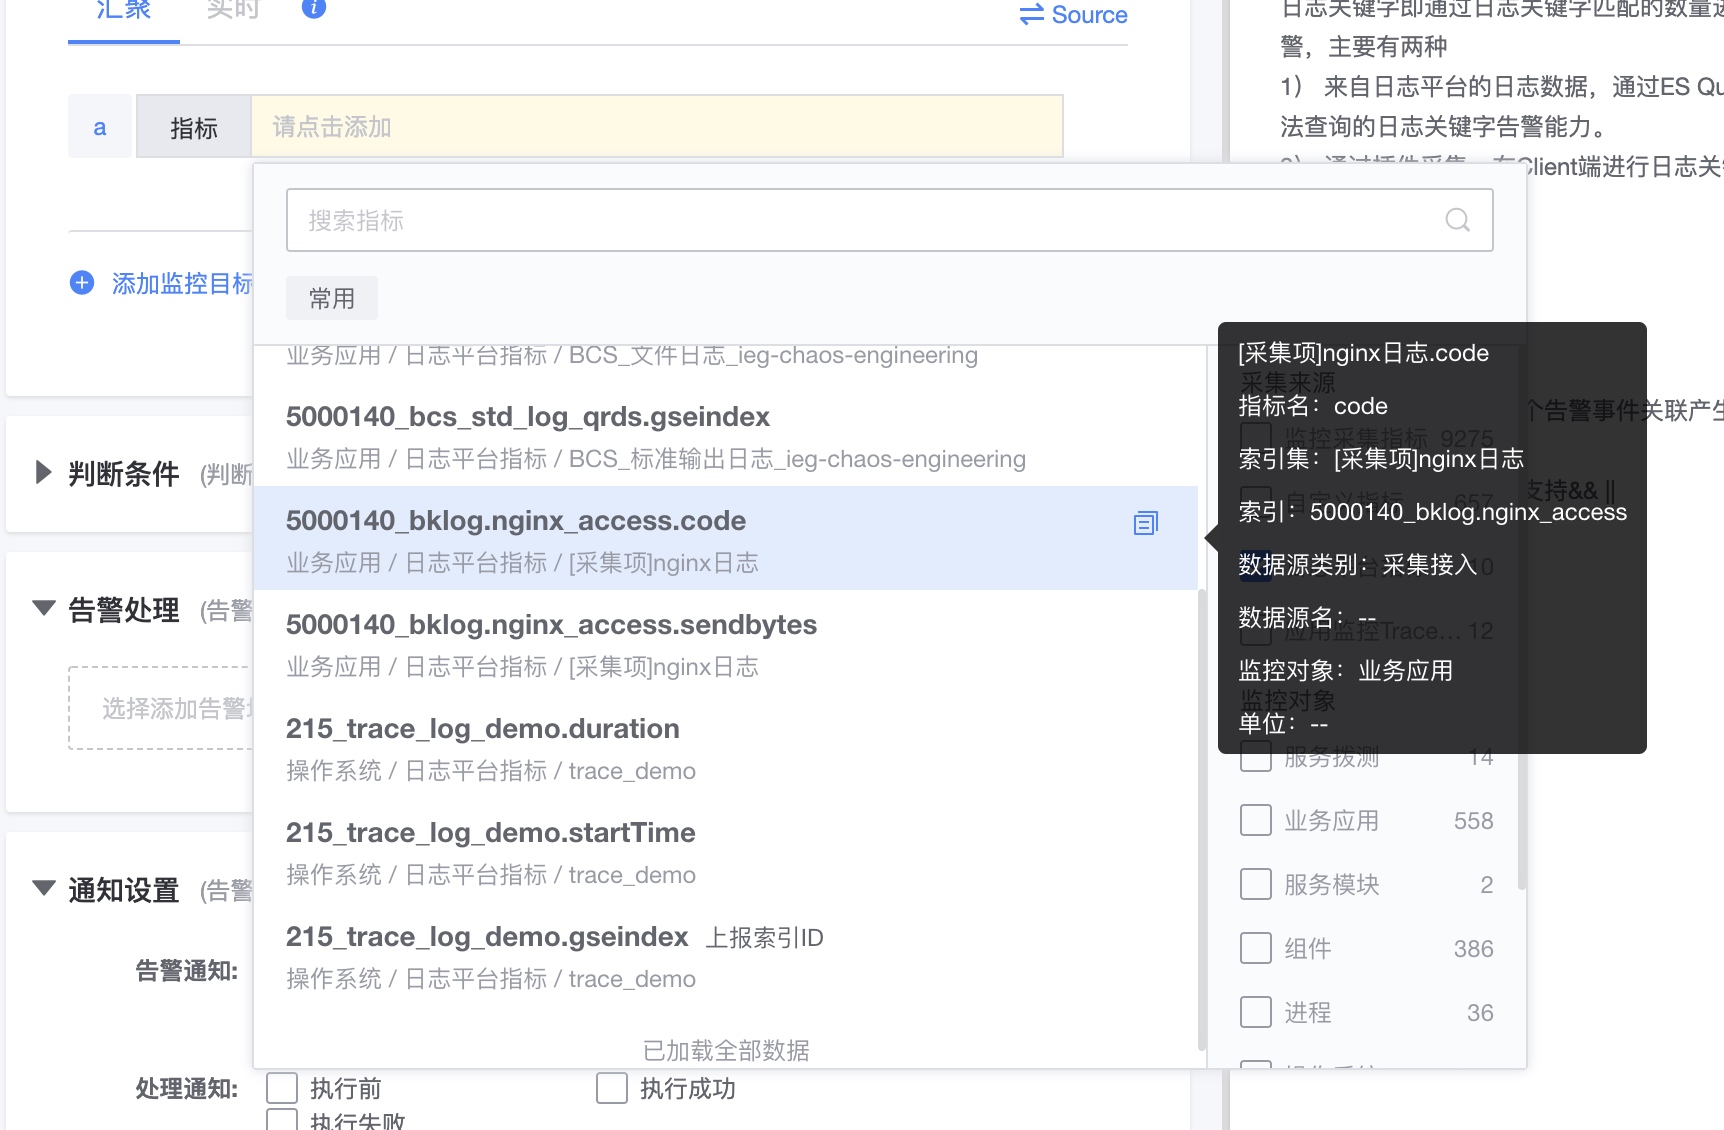 汇聚
实时
Source
a
指标
请点击添加
搜索指标
常用
添加监控目标
业务应用 / 日志平台指标 / BCS_文件日志_ieg-chaos-engineering
5000140_bcs_std_log_qrds.gseindex
业务应用 / 日志平台指标 / BCS_标准输出日志_ieg-chaos-engineering
5000140_bklog.nginx_access.code
业务应用 / 日志平台指标 / [采集项]nginx日志
5000140_bklog.nginx_access.sendbytes
业务应用 / 日志平台指标 / [采集项]nginx日志
215_trace_log_demo.duration
操作系统 / 日志平台指标 / trace_demo
215_trace_log_demo.startTime
操作系统 / 日志平台指标 / trace_demo
215_trace_log_demo.gseindex 上报索引ID
操作系统 / 日志平台指标 / trace_demo
已加载全部数据
[采集项]nginx日志.code
指标名：code
索引集：[采集项]nginx日志
索引：5000140_bklog.nginx_access
数据源类别：采集接入
数据源名：--
监控对象：业务应用
单位：--
采集来源
监控采集指标 9275
自定义指标 657
10
应用监控Trace... 12
监控对象
服务拨测 14
业务应用 558
服务模块 2
组件 386
进程 36
操作系统
判断条件 (判断
告警处理 (告警
选择添加告警
通知设置 (告警
告警通知:
处理通知:
执行前
执行成功
执行失败
日志关键字即通过日志关键字匹配的数量
警，主要有两种
1） 来自日志平台的日志数据，通过ES Qu
法查询的日志关键字告警能力。
2） 通过插件采集，在Client端进行日志关
个告警事件关联产生
支持&& ||